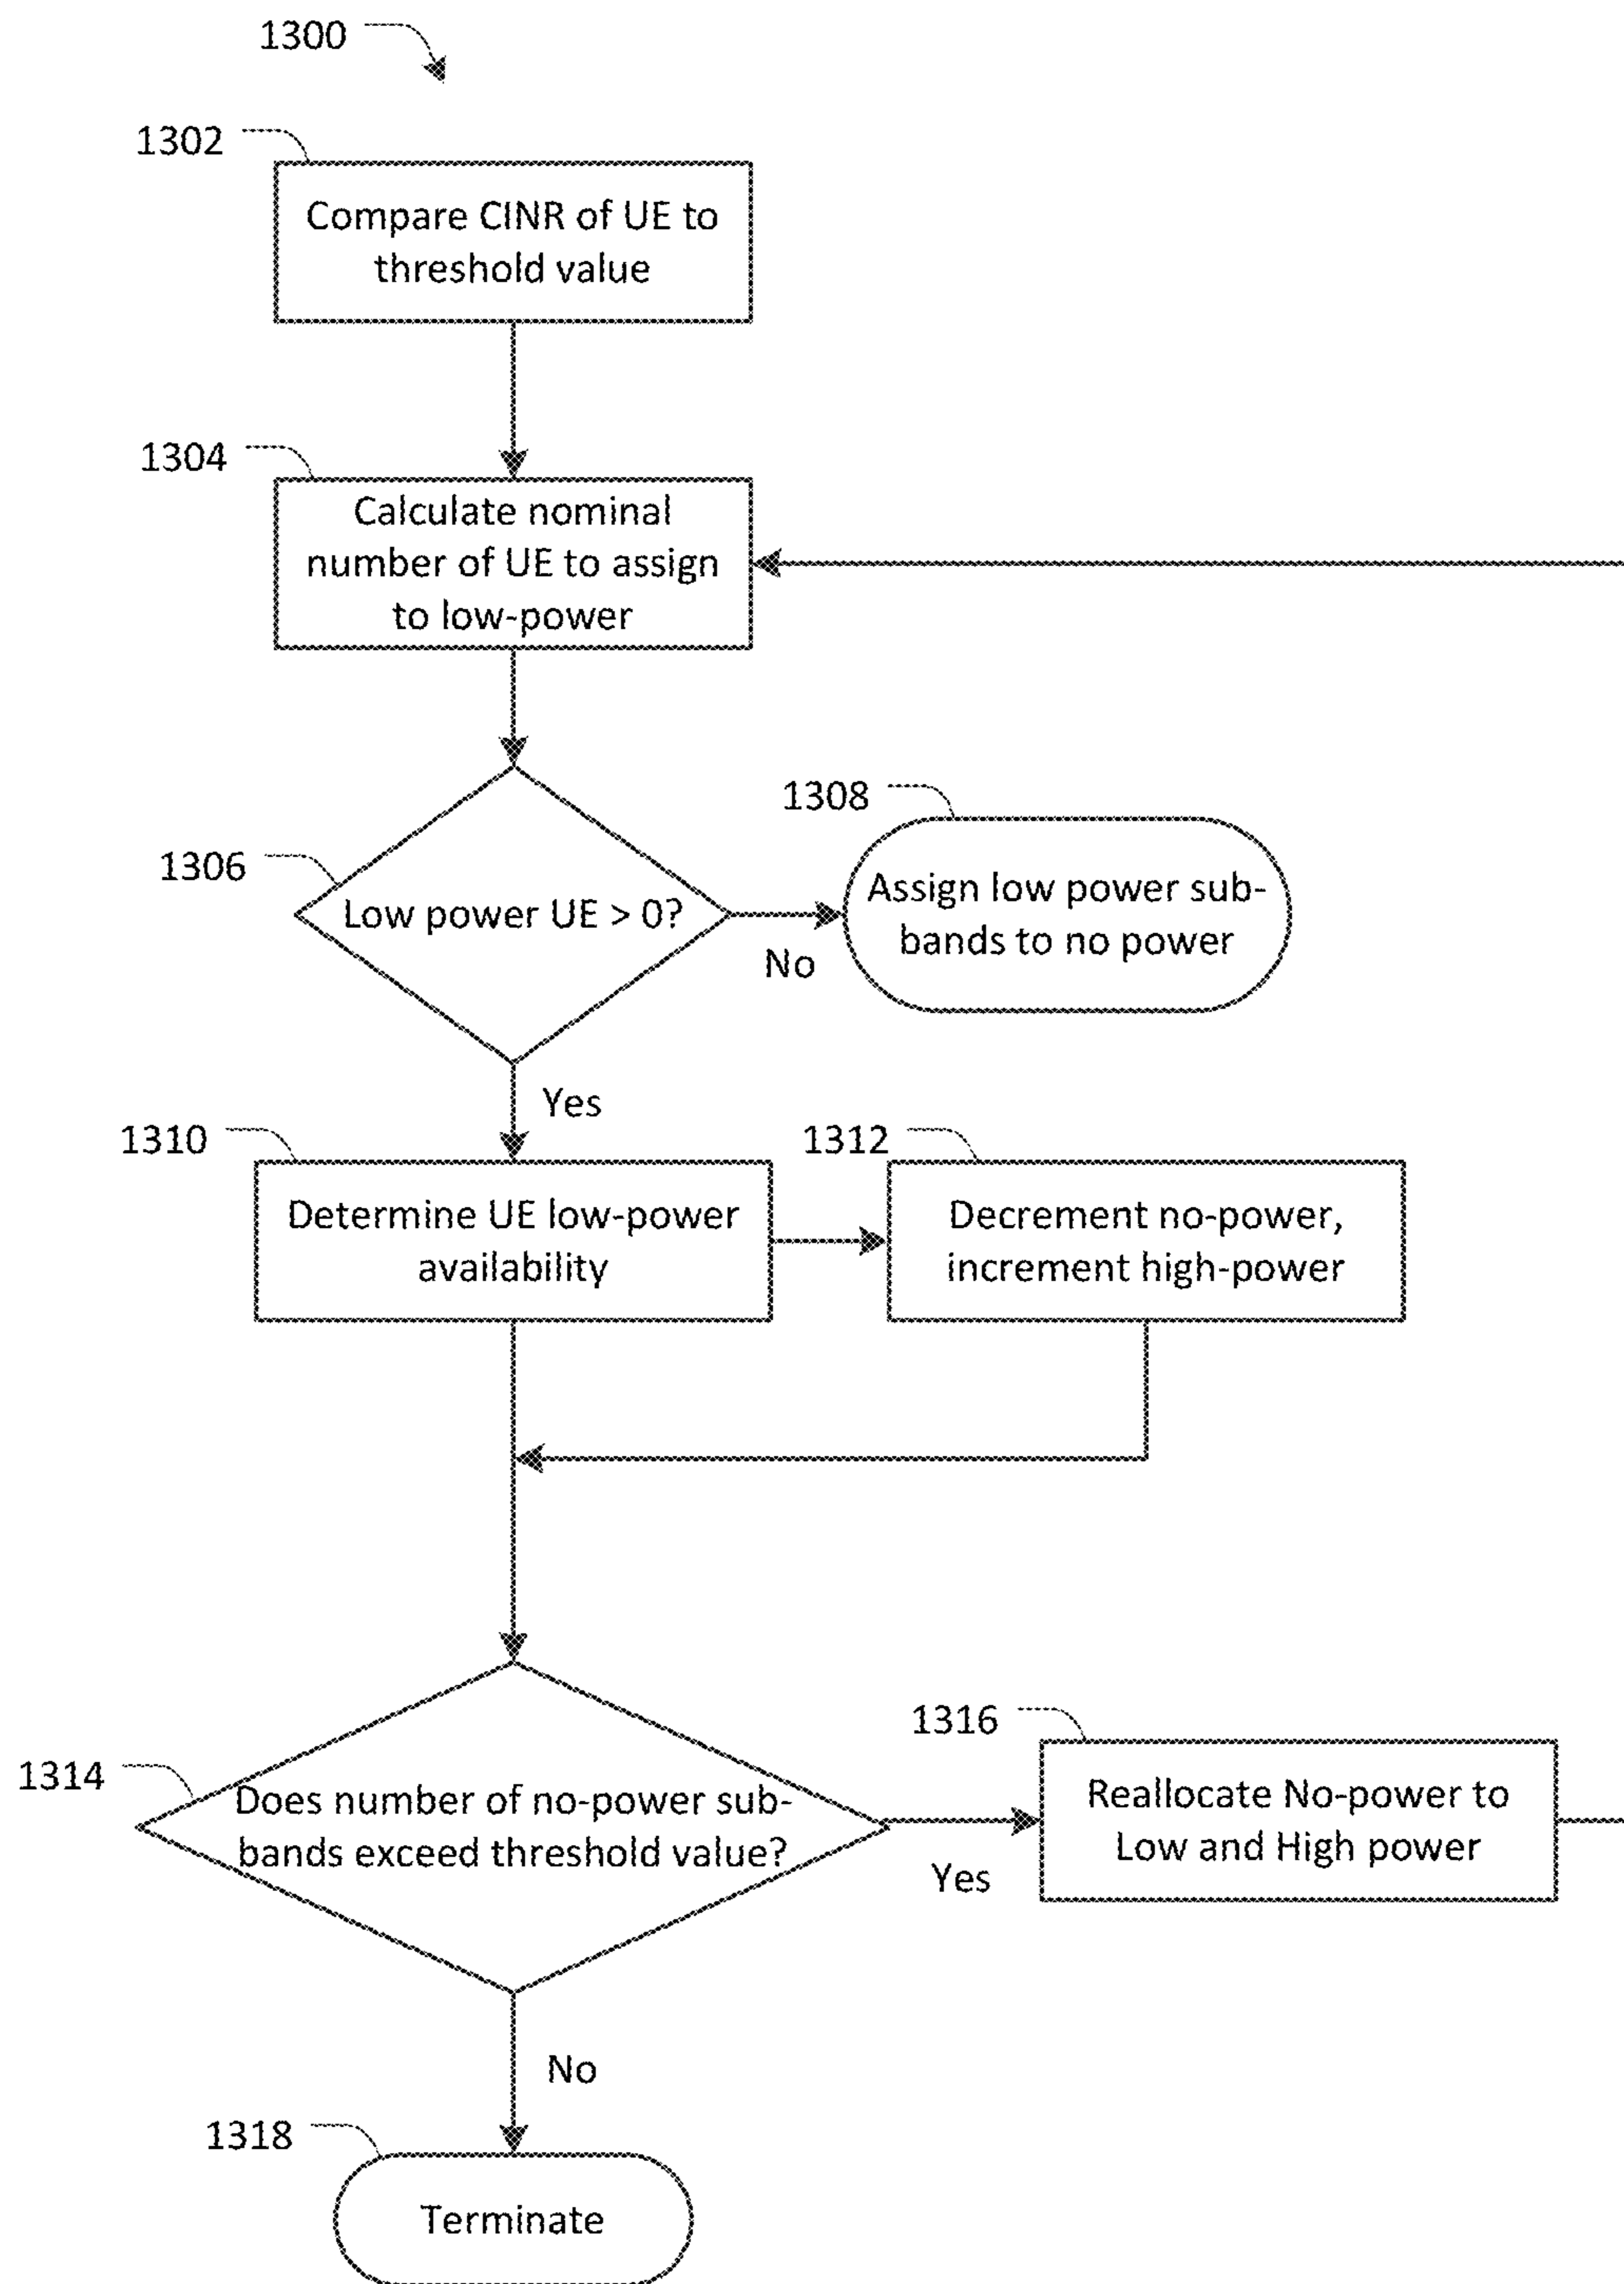 1300
1302
Compare CINR of UE to
threshold value
1304
Calculate nominal
number of UE to assign
to low-power
1306
Low power UE > 0?
No
1308
Assign low power sub-
bands to no power
Yes
1310
Determine UE low-power
availability
1312
Decrement no-power,
increment high-power
1314
Does number of no-power sub-
bands exceed threshold value?
Yes
1316
Reallocate No-power to
Low and High power
No
1318
Terminate